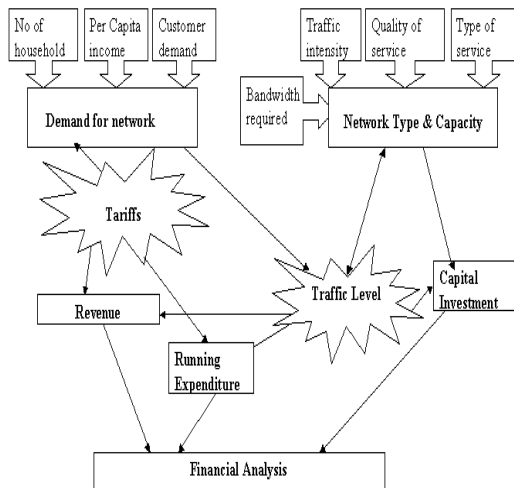 No of
household
Per Capita
income
Customer
demand
Traffic
intensity
Quality of
service
Type of
service
Bandwidth
required
Demand for network
Network Type & Capacity
Tariffs
Traffic Level
Capital
Investment
Revenue
Running
Expenditure
Financial Analysis